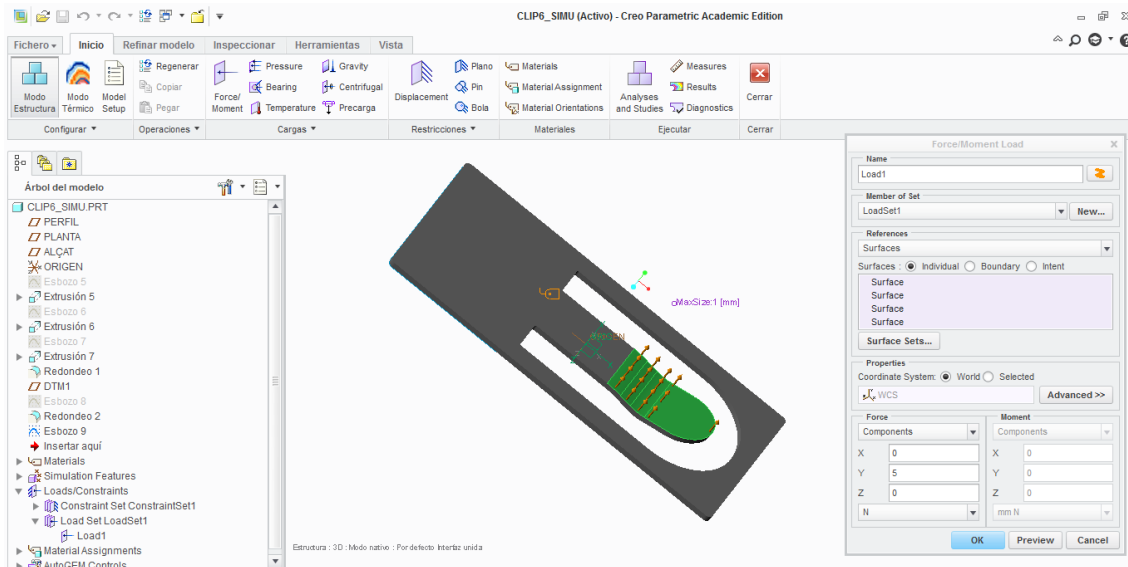 CLIP6_SIMU (Activo) - Creo Parametric Academic Edition
Fichero Inicio Refinar modelo Inspeccionar Herramientas Vista
Modo Estructura
Modo Térmico
Model Setup
Regenerar
Copiar
Pegar
Force/ Moment
Pressure
Bearing
Temperature
Gravity
Centrifugal
Precarga
Displacement
Plano
Pin
Bola
Materials
Material Assignment
Material Orientations
Analyses and Studies
Measures
Results
Diagnostics
Cerrar
Configurar Operaciones Cargas Restricciones Materiales Ejecutar Cerrar
Árbol del modelo
CLIP6_SIMU.PRT
PERFIL
PLANTA
ALÇAT
ORIGEN
Esbozo 5
Extrusión 5
Esbozo 6
Extrusión 6
Esbozo 7
Extrusión 7
Redondeo 1
DTM1
Esbozo 8
Redondeo 2
Esbozo 9
Insertar aquí
Materials
Simulation Features
Loads/Constraints
Constraint Set ConstraintSet1
Load Set LoadSet1
Load1
Material Assignments
AutoGEM Controls
MaxSize:1 [mm]
ORIGEN
Estructura : 3D : Modo nativo : Por defecto Interfaz unida
Force/Moment Load
Name
Load1
Member of Set
LoadSet1 New...
References
Surfaces
Surfaces : Individual Boundary Intent
Surface
Surface
Surface
Surface
Surface Sets...
Properties
Coordinate System: World Selected
WCS Advanced >>
Force Moment
Components Components
X 0 X 0
Y 5 Y 0
Z 0 Z 0
N mm N
OK Preview Cancel